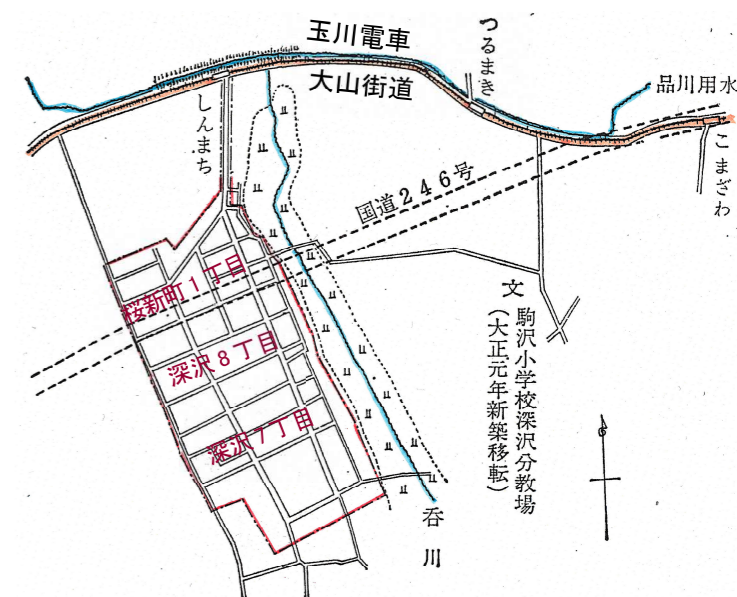 玉川電車
大山街道
つるまき
品川用水
しんまち
こまざわ
国道246号
桜新町1丁目
深沢8丁目
深沢7丁目
文
駒沢小学校深沢分教場
(大正元年新築移転)
呑川